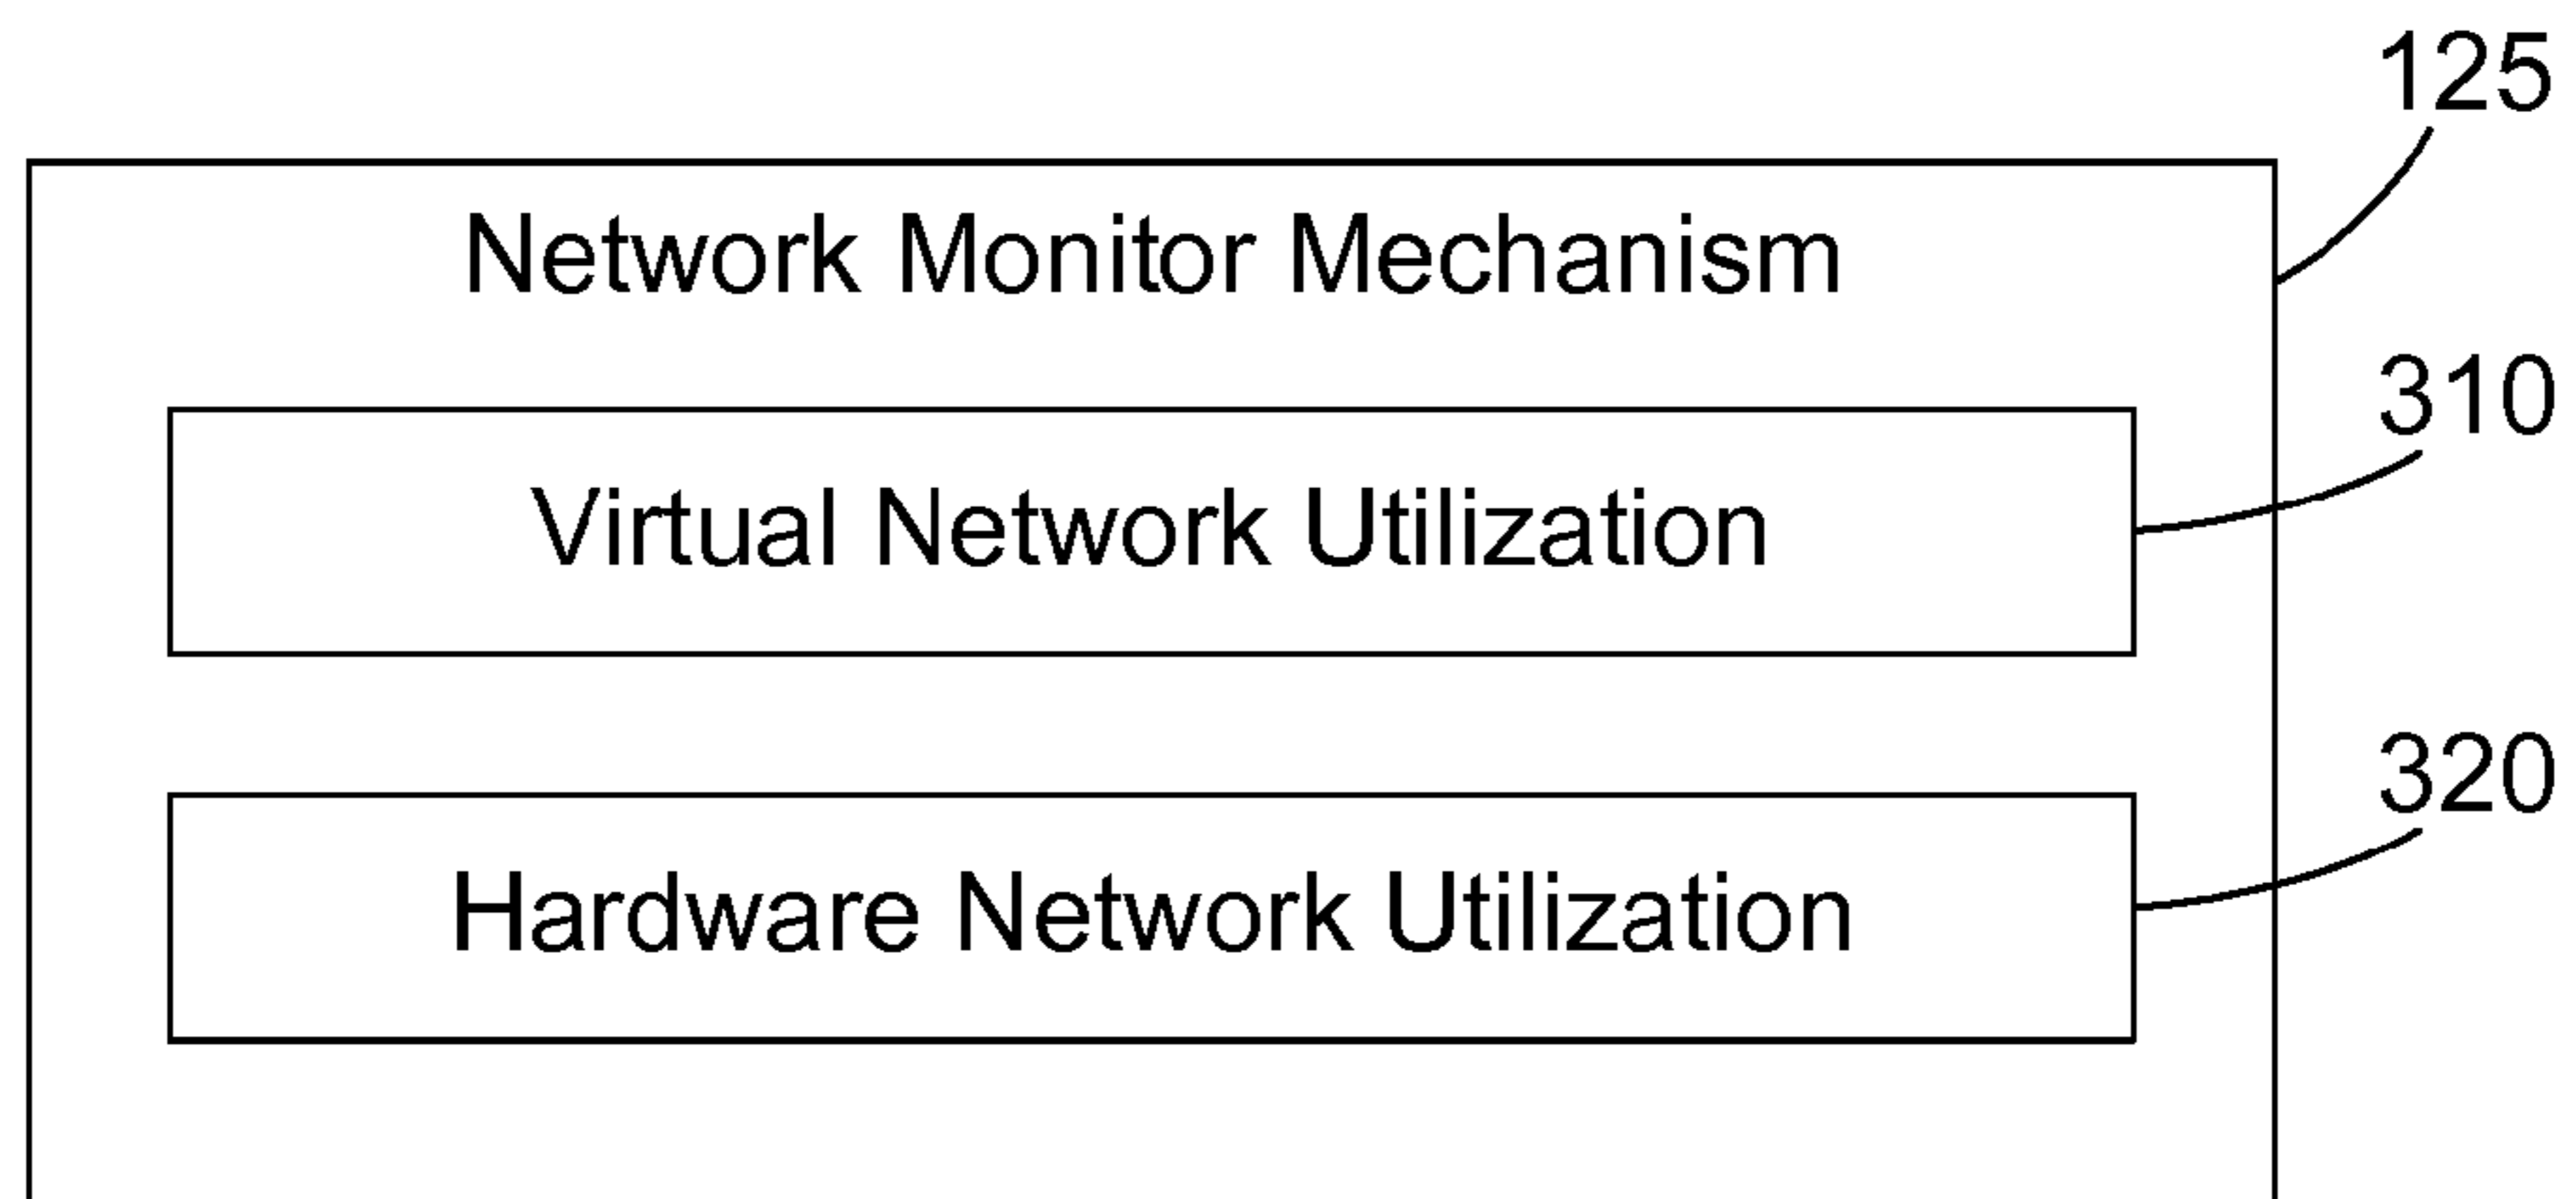 125
Network Monitor Mechanism
310
Virtual Network Utilization
320
Hardware Network Utilization